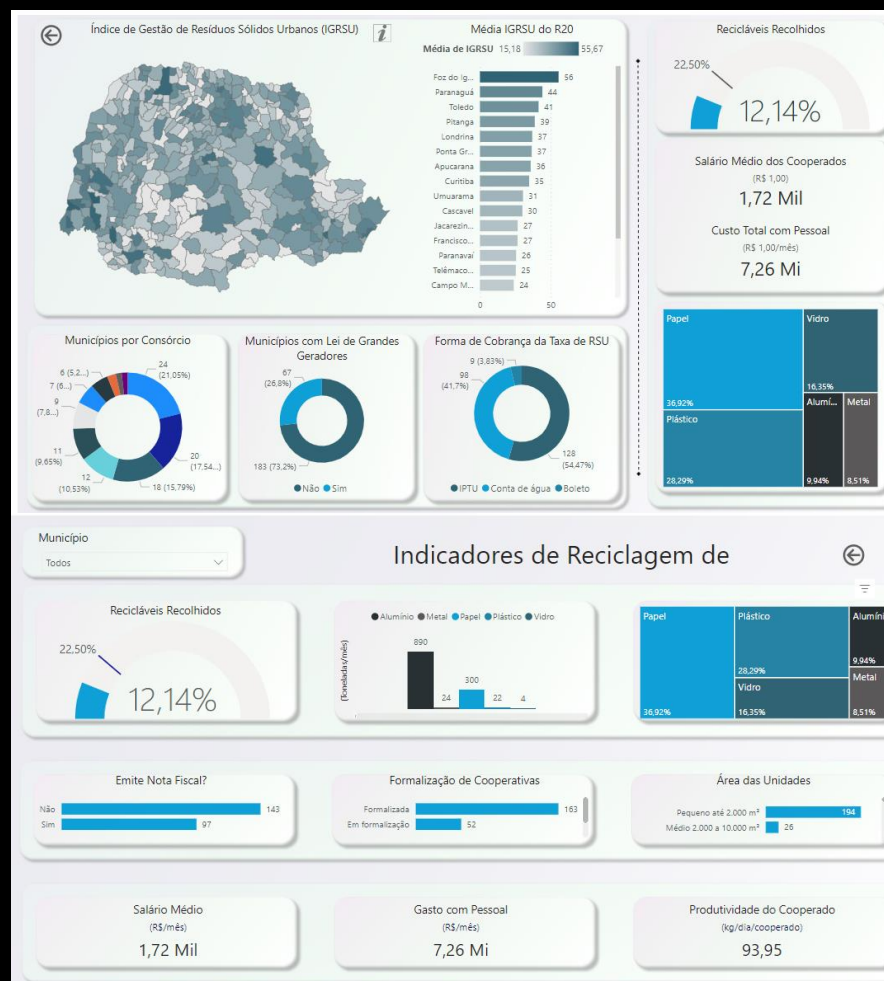 Índice de Gestão de Resíduos Sólidos Urbanos (IGRSU)
i
Média IGRSU do R20
Média de IGRSU 15,18 55,67
Foz do Ig... 56
Paranaguá 44
Toledo 41
Pitanga 39
Londrina 37
Ponta Gr... 37
Apucarana 36
Curitiba 35
Umuarama 31
Cascavel 30
Jacarezin... 27
Francisco... 27
Paranavaí 26
Telêmaco... 25
Campo M... 24
0 50
Recicláveis Recolhidos
22,50%
12,14%
Salário Médio dos Cooperados
(R$ 1,00)
1,72 Mil
Custo Total com Pessoal
(R$ 1,00/mês)
7,26 Mi
Papel
36,92%
Plástico
28,29%
Vidro
16,35%
Alumí...
9,94%
Metal
8,51%
Municípios por Consórcio
24
(21,05%)
20
(17,54...)
18 (15,79%)
12
(10,53%)
11
(9,65%)
9
(7,8...)
7 (6...)
6 (5,2...)
Municípios com Lei de Grandes
Geradores
67
(26,8%)
183 (73,2%)
Não Sim
Forma de Cobrança da Taxa de RSU
9 (3,83%)
98
(41,7%)
128
(54,47%)
IPTU Conta de água Boleto
Município
Todos
Indicadores de Reciclagem de
Recicláveis Recolhidos
22,50%
12,14%
Alumínio Metal Papel Plástico Vidro
(Toneladas/mês)
890
24
300
22
4
Papel
36,92%
Plástico
28,29%
Vidro
16,35%
Alumíni
9,94%
Metal
8,51%
Emite Nota Fiscal?
Não 143
Sim 97
Formalização de Cooperativas
Formalizada 163
Em formalização 52
Área das Unidades
Pequeno até 2.000 m² 194
Médio 2.000 a 10.000 m² 26
Salário Médio
(R$/mês)
1,72 Mil
Gasto com Pessoal
(R$/mês)
7,26 Mi
Produtividade do Cooperado
(kg/dia/cooperado)
93,95